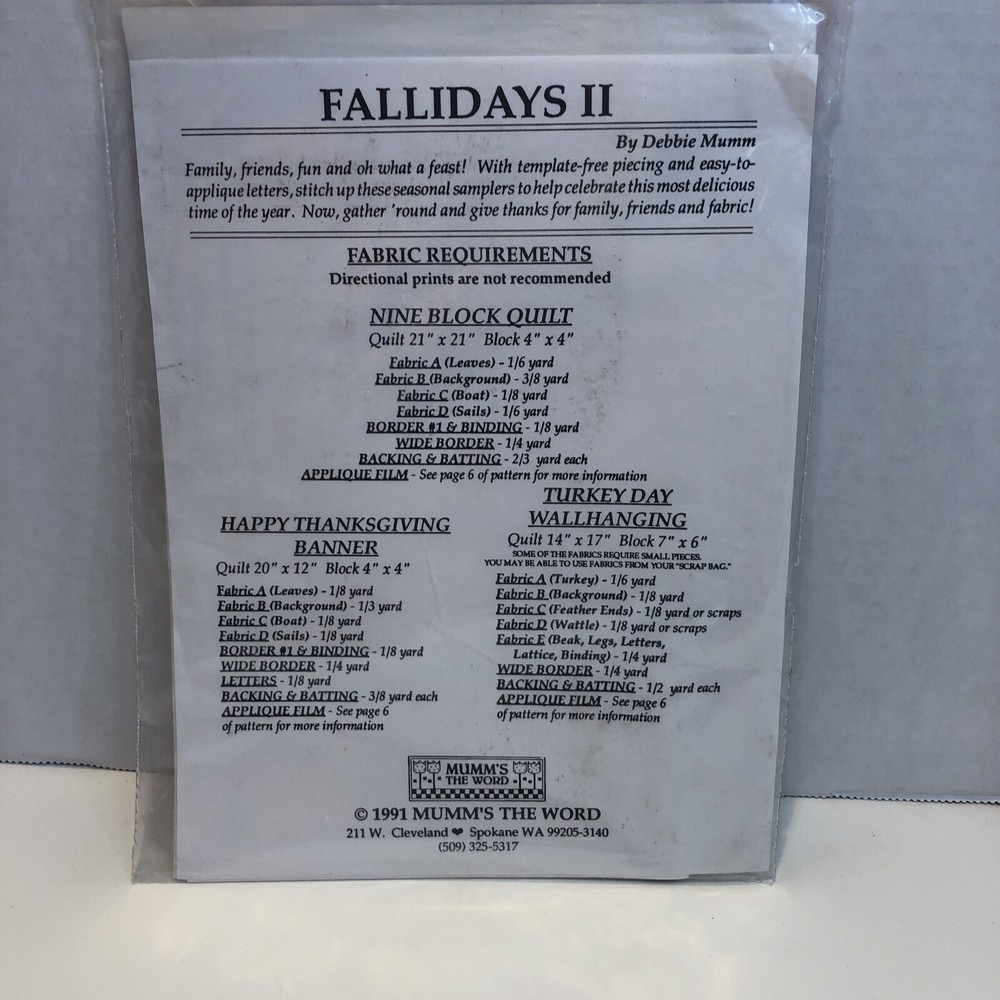 FALLIDAYS II
By Debbie Mumm
Family, friends, fun and oh what a feast! With template-free piecing and easy-to-
applique letters, stitch up these seasonal samplers to help celebrate this most delicious
time of the year. Now, gather 'round and give thanks for family, friends and fabric!
FABRIC REQUIREMENTS
Directional prints are not recommended
NINE BLOCK QUILT
Quilt 21" x 21" Block 4" x 4"
Fabric A (Leaves) - 1/6 yard
Fabric B (Background) - 3/8 yard
Fabric C (Boat) - 1/8 yard
Fabric D (Sails) - 1/6 yard
BORDER #1 & BINDING - 1/8 yard
WIDE BORDER - 1/4 yard
BACKING & BATTING - 2/3 yard each
APPLIQUE FILM - See page 6 of pattern for more information
HAPPY THANKSGIVING
BANNER
Quilt 20" x 12" Block 4" x 4"
Fabric A (Leaves) - 1/8 yard
Fabric B (Background) - 1/3 yard
Fabric C (Boat) - 1/8 yard
Fabric D (Sails) - 1/8 yard
BORDER #1 & BINDING - 1/8 yard
WIDE BORDER - 1/4 yard
LETTERS - 1/8 yard
BACKING & BATTING - 3/8 yard each
APPLIQUE FILM - See page 6
of pattern for more information
TURKEY DAY
WALLHANGING
Quilt 14" x 17" Block 7" x 6"
SOME OF THE FABRICS REQUIRE SMALL PIECES.
YOU MAY BE ABLE TO USE FABRICS FROM YOUR "SCRAP BAG."
Fabric A (Turkey) - 1/6 yard
Fabric B (Background) - 1/8 yard
Fabric C (Feather Ends) - 1/8 yard or scraps
Fabric D (Wattle) - 1/8 yard or scraps
Fabric E (Beak, Legs, Letters,
Lattice, Binding) - 1/4 yard
WIDE BORDER - 1/4 yard
BACKING & BATTING - 1/2 yard each
APPLIQUE FILM - See page 6
of pattern for more information
MUMM'S
THE WORD
© 1991 MUMM'S THE WORD
211 W. Cleveland ❤ Spokane WA 99205-3140
(509) 325-5317